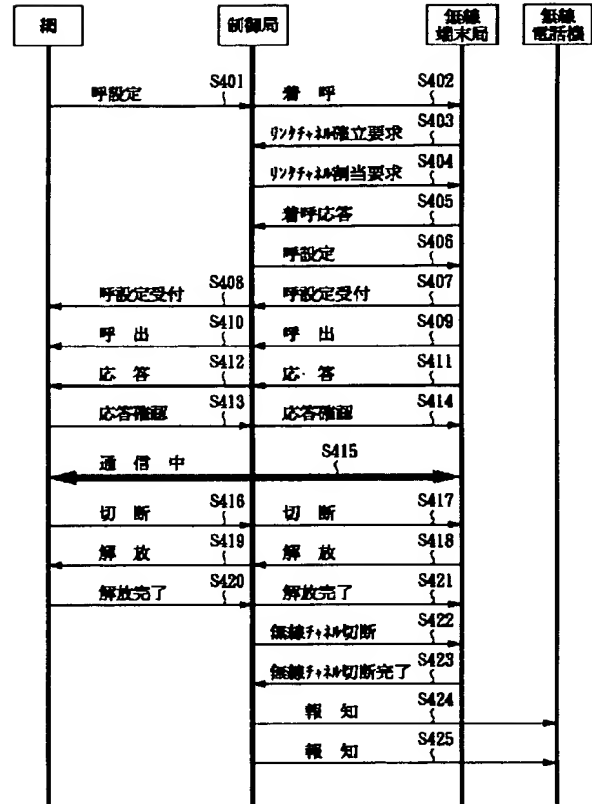 網
制御局
無線
端末局
無線
電話機
S401
S402
呼設定
着 呼
S403
リンクチャネル確立要求
S404
リンクチャネル割当要求
S405
着呼応答
S406
呼設定
S408
S407
呼設定受付
呼設定受付
S410
S409
呼 出
呼 出
S412
S411
応 答
応 答
S413
S414
応答確認
応答確認
S415
通 信 中
S416
S417
切 断
切 断
S419
S418
解 放
解 放
S420
S421
解放完了
解放完了
S422
無線チャネル切断
S423
無線チャネル切断完了
S424
報 知
S425
報 知